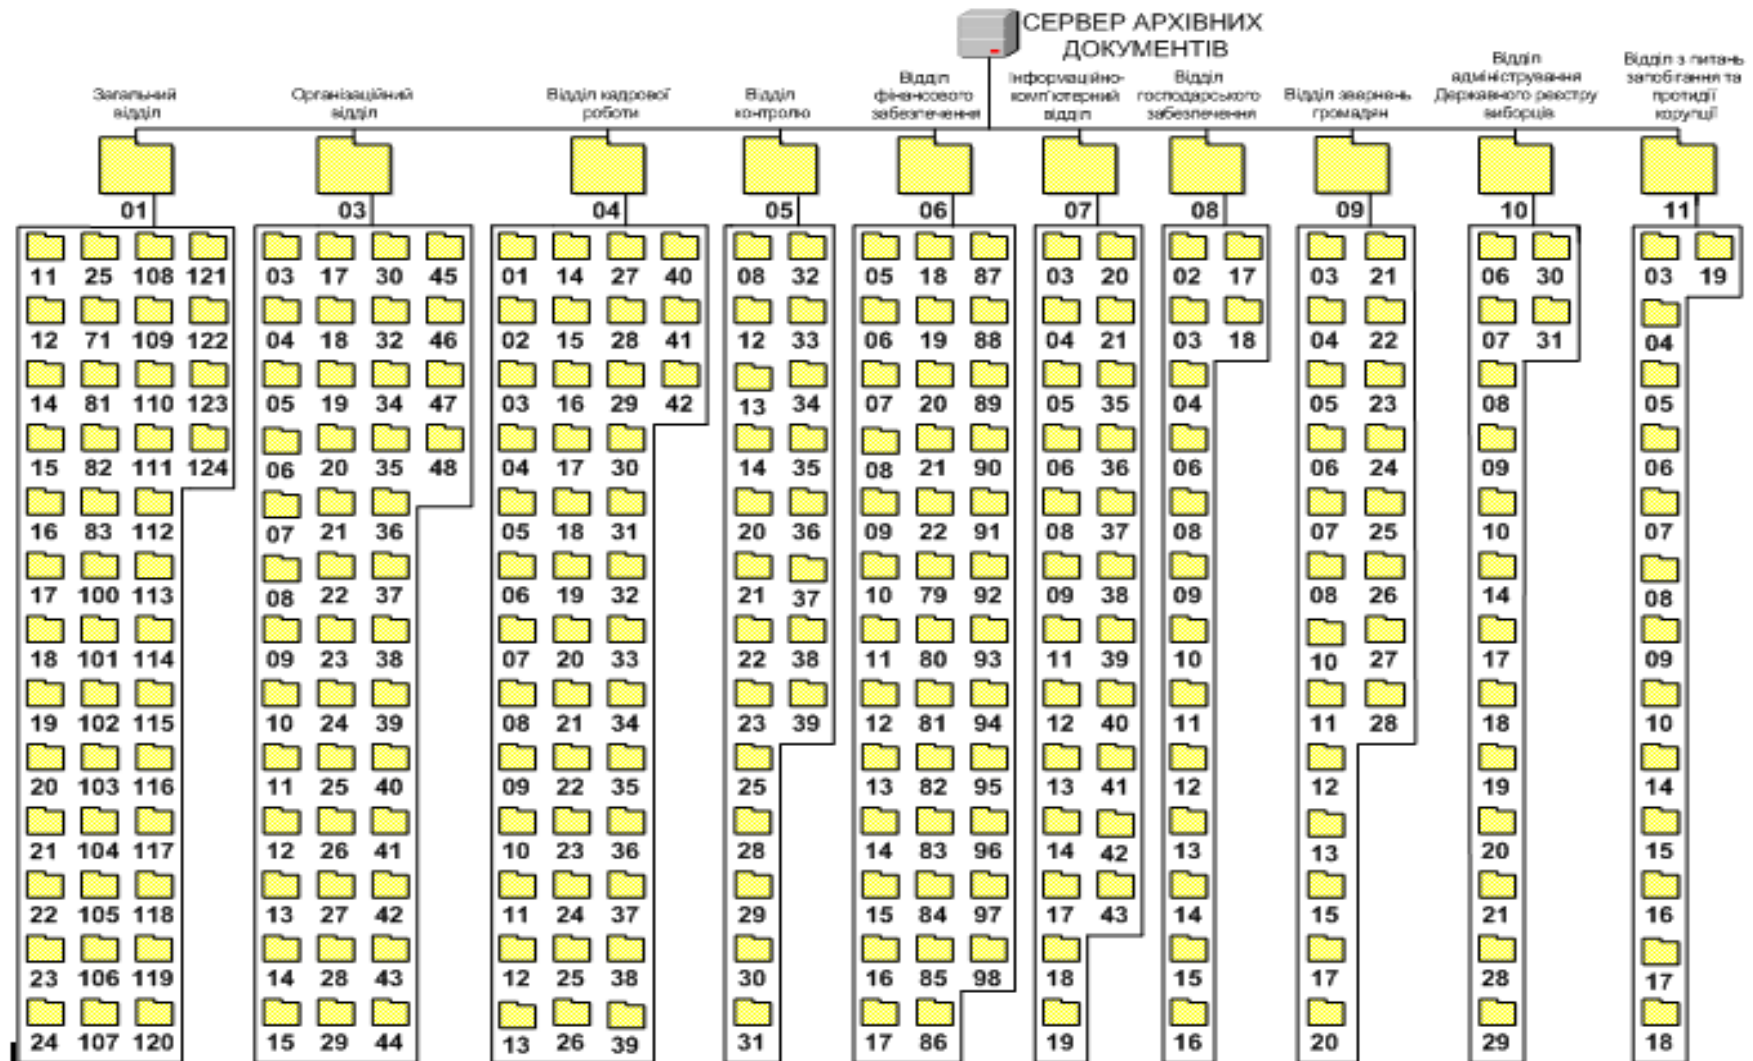 СЕРВЕР АРХІВНИХ
ДОКУМЕНТІВ
Загальний
відділ
Організаційний
відділ
Відділ кадрової
роботи
Відділ
контролю
Відділ
фінансового
забезпечення
Інформаційно-
комп'ютерний
відділ
Відділ
господарського
забезпечення
Відділ звернень
громадян
Відділ
адміністрування
Державного реєстру
виборців
Відділ з питань
запобігання та
протидії
корупції
01 03 04 05 06 07 08 09 10 11
11 25 108 121 03 17 30 45 01 14 27 40 08 32 05 18 87 03 20 02 17 03 21 06 30 03 19
12 71 109 122 04 18 32 46 02 15 28 41 12 33 06 19 88 04 21 03 18 04 22 07 31 04
14 81 110 123 05 19 34 47 03 16 29 42 13 34 07 20 89 05 35 04 05 23 08 05
15 82 111 124 06 20 35 48 04 17 30 14 35 08 21 90 06 36 06 06 24 09 06
16 83 112 07 21 36 05 18 31 20 36 09 22 91 08 37 08 07 25 10 07
17 100 113 08 22 37 06 19 32 21 37 10 79 92 09 38 09 08 26 14 08
18 101 114 09 23 38 07 20 33 22 38 11 80 93 11 39 10 10 27 17 09
19 102 115 10 24 39 08 21 34 23 39 12 81 94 12 40 11 11 28 18 10
20 103 116 11 25 40 09 22 35 25 13 82 95 13 41 12 12 19 14
21 104 117 12 26 41 10 23 36 28 14 83 96 14 42 13 13 20 15
22 105 118 13 27 42 11 24 37 29 15 84 97 17 43 14 15 21 16
23 106 119 14 28 43 12 25 38 30 16 85 98 18 15 17 28 17
24 107 120 15 29 44 13 26 39 31 17 86 19 16 20 29 18